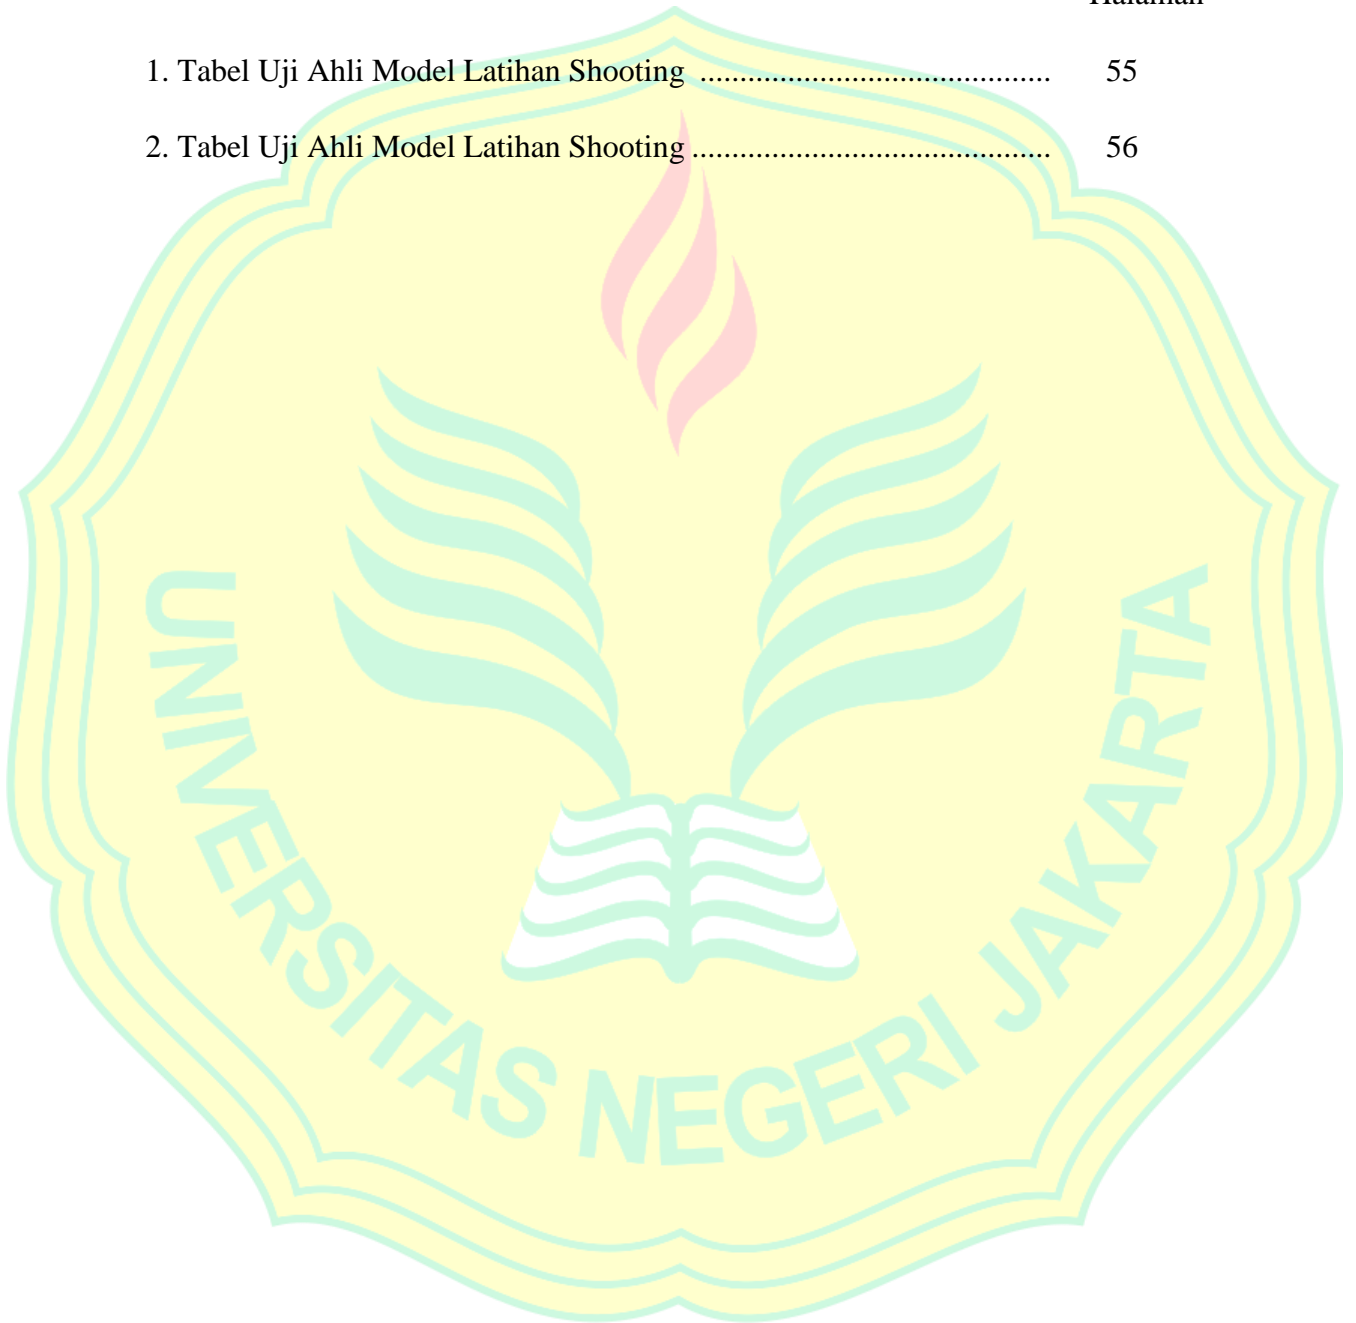 Halaman
1. Tabel Uji Ahli Model Latihan Shooting ............................................ 55
2. Tabel Uji Ahli Model Latihan Shooting ............................................. 56
UNIVERSITAS NEGERI JAKARTA